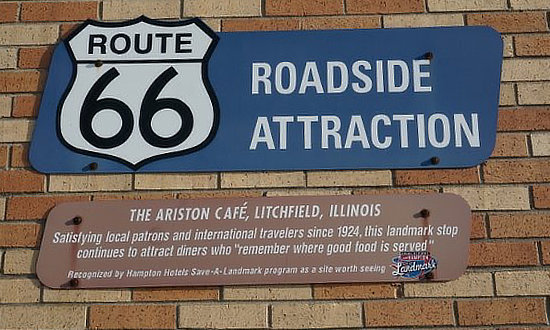 ROUTE
66
ROADSIDE
ATTRACTION
THE ARISTON CAFÉ, LITCHFIELD, ILLINOIS
Satisfying local patrons and international travelers since 1924, this landmark stop
continues to attract diners who "remember where good food is served"
Recognized by Hampton Hotels Save-A-Landmark program as a site worth seeing
Landmark